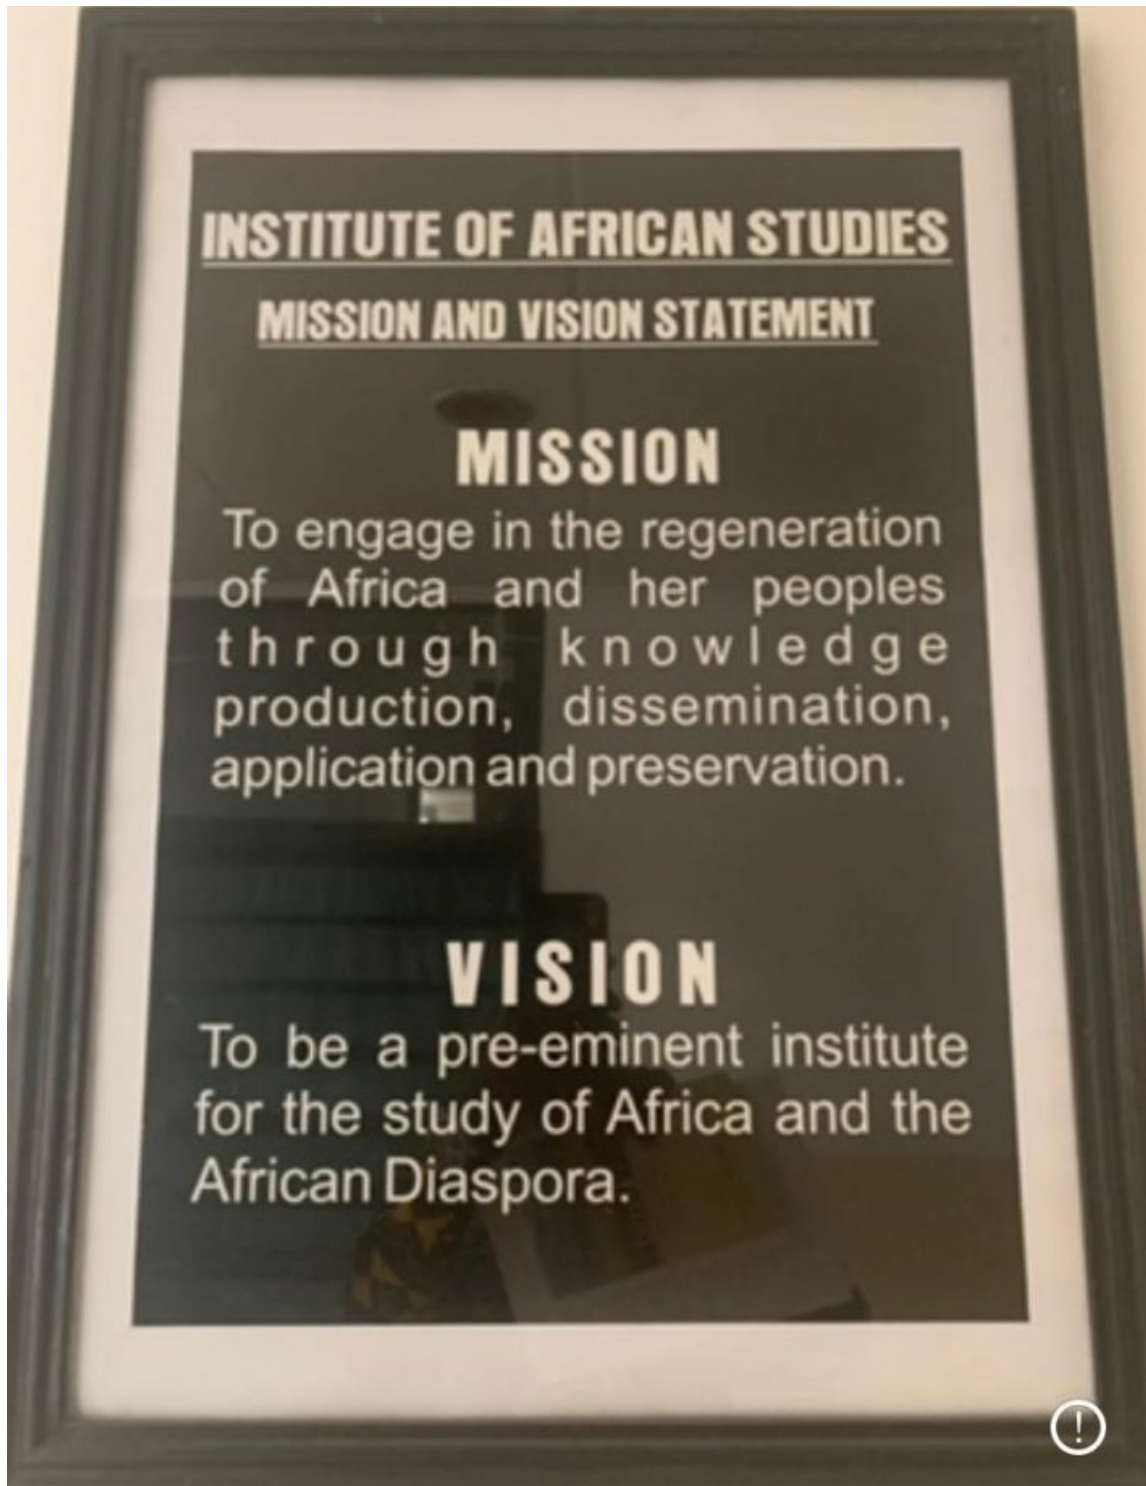 INSTITUTE OF AFRICAN STUDIES
MISSION AND VISION STATEMENT
MISSION
To engage in the regeneration
of Africa and her peoples
through knowledge
production, dissemination,
application and preservation.
VISION
To be a pre-eminent institute
for the study of Africa and the
African Diaspora.